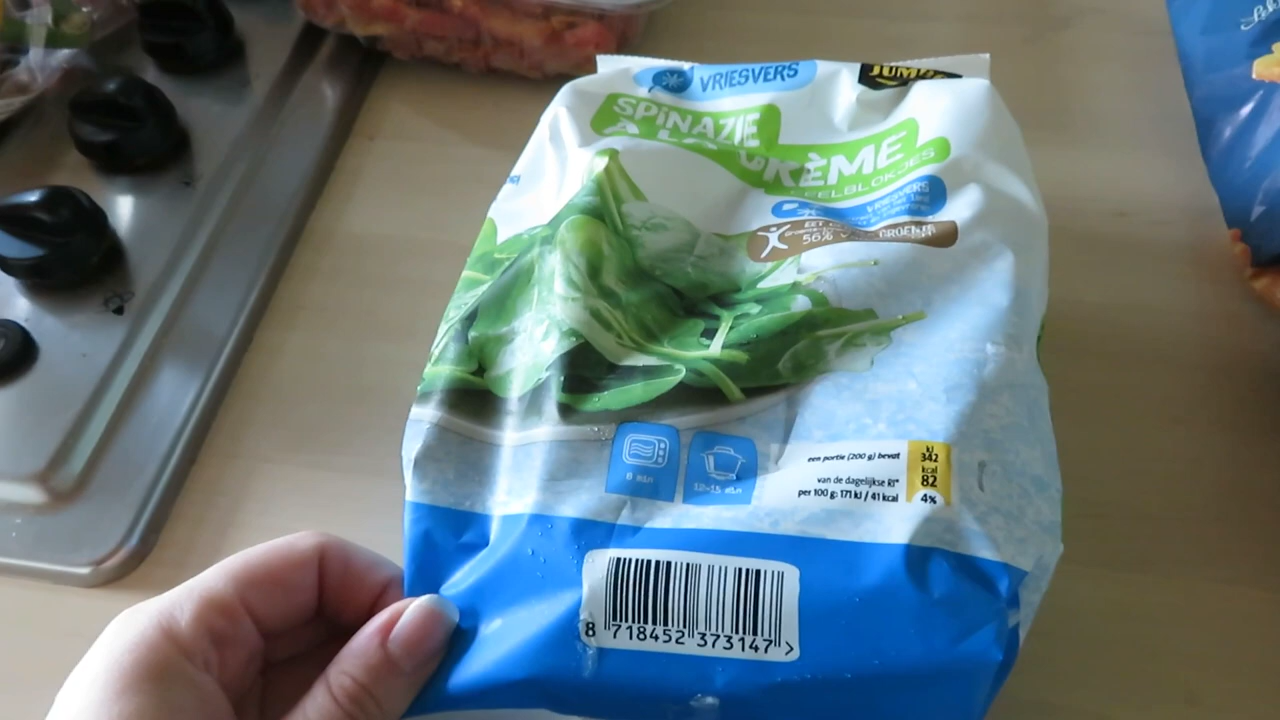 VRIESVERS
JUMBO
SPINAZIE
À LA CRÈME
DEELBLOKJES
VRIESVERS
56% GROENTE
8 min
12-15 min
een portie (200 g) bevat
van de dagelijkse RI*
per 100 g: 171 kJ / 41 kcal
kJ
342
kcal
82
4%
8 718452 373147 >